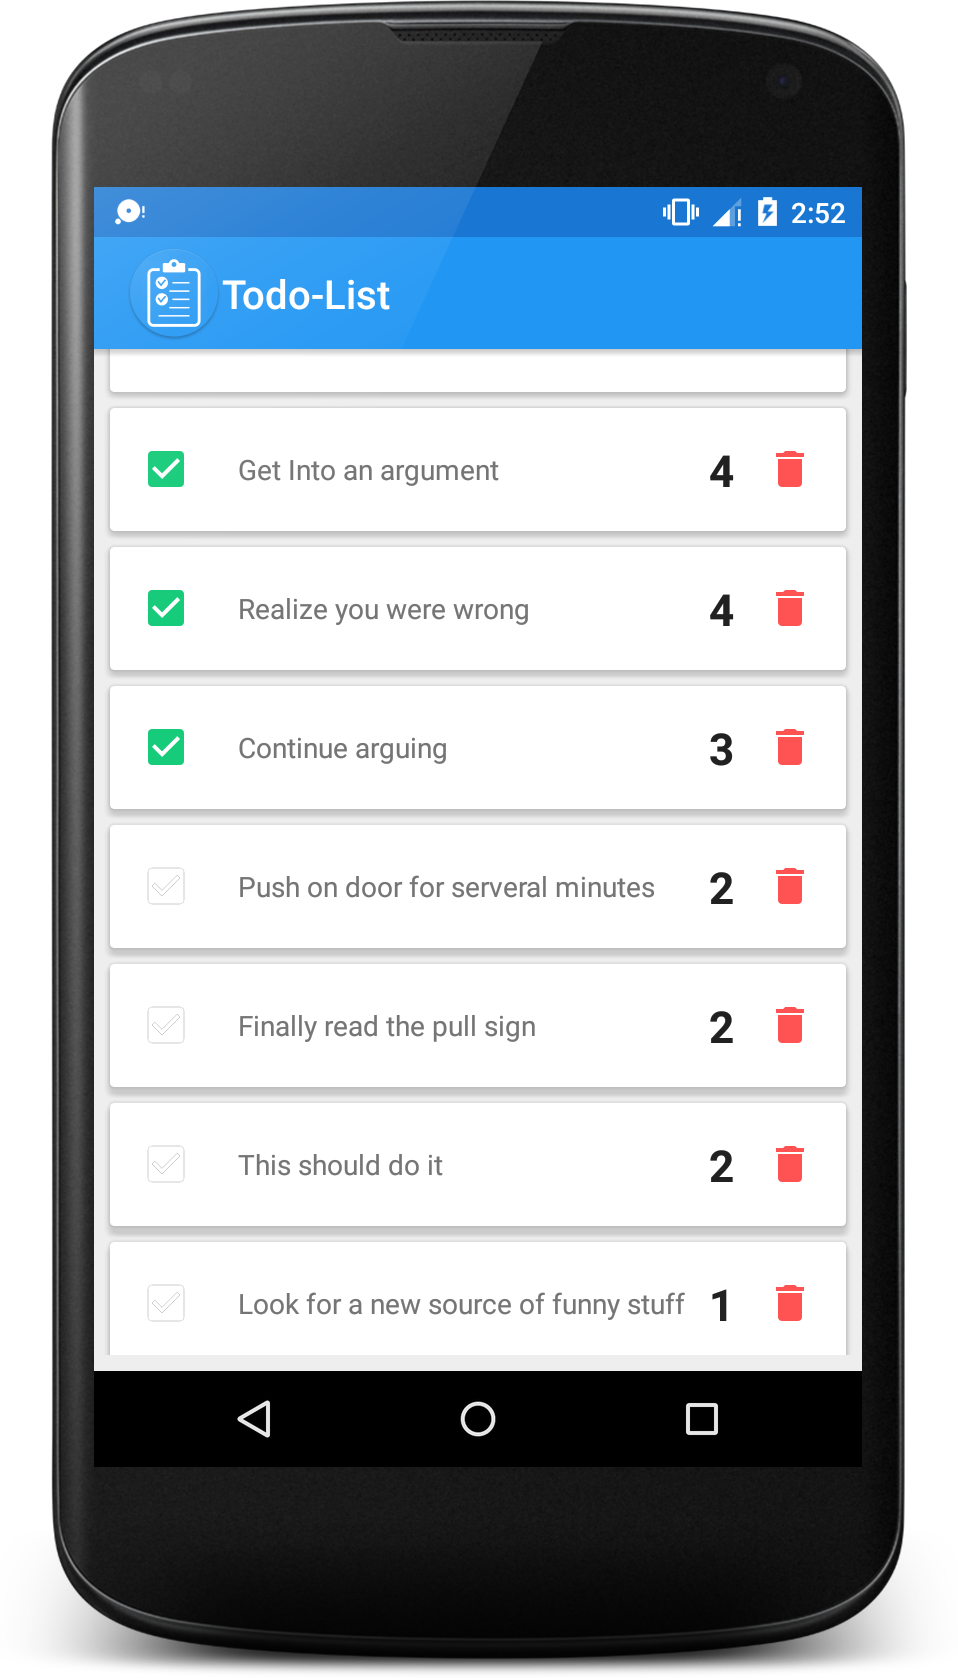 2:52
Todo-List
Get Into an argument 4
Realize you were wrong 4
Continue arguing 3
Push on door for serveral minutes 2
Finally read the pull sign 2
This should do it 2
Look for a new source of funny stuff 1